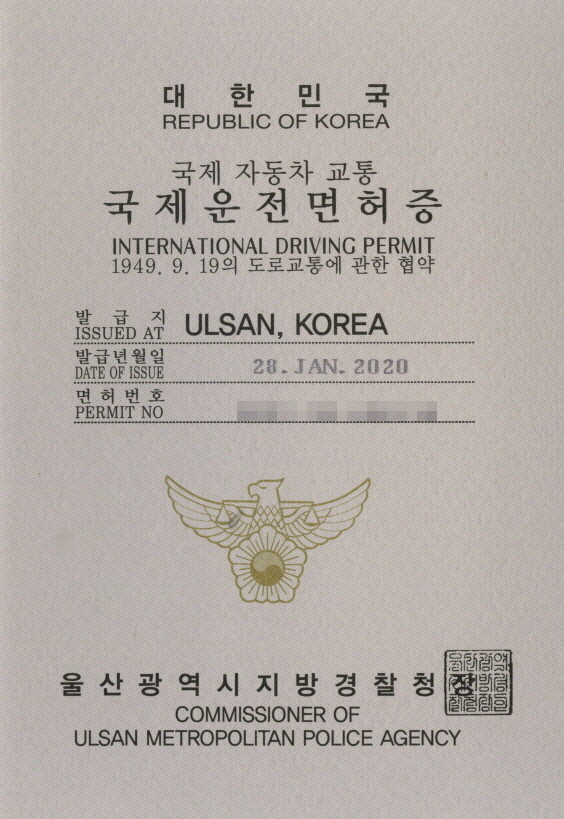 대 한 민 국
REPUBLIC OF KOREA
국제 자동차 교통
국제운전면허증
INTERNATIONAL DRIVING PERMIT
1949. 9. 19의 도로교통에 관한 협약
발 급 지
ISSUED AT ULSAN, KOREA
발급년월일
DATE OF ISSUE 28. JAN. 2020
면 허 번 호
PERMIT NO
울산광역시지방경찰청장
COMMISSIONER OF
ULSAN METROPOLITAN POLICE AGENCY